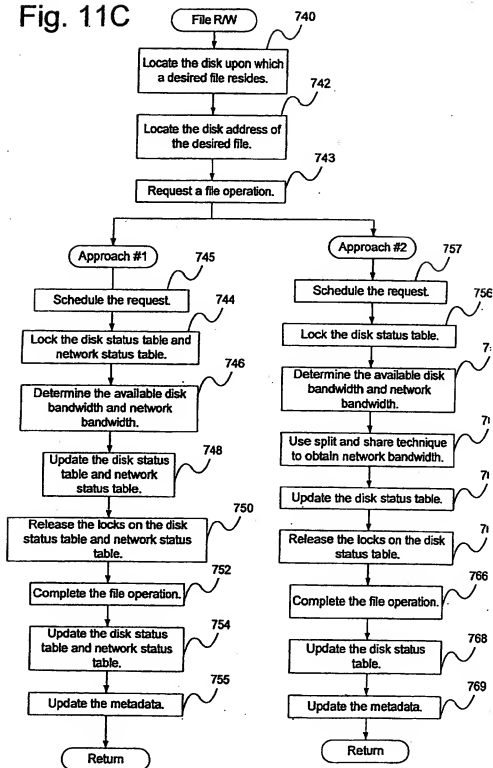 Fig. 11C
File R/W
740
Locate the disk upon which
a desired file resides.
742
Locate the disk address of
the desired file.
743
Request a file operation.
Approach #1
745
Schedule the request.
744
Lock the disk status table and
network status table.
746
Determine the available disk
bandwidth and network
bandwidth.
748
Update the disk status
table and network
status table.
750
Release the locks on the disk
status table and network status
table.
752
Complete the file operation.
754
Update the disk status
table and network status
table.
755
Update the metadata.
Return
Approach #2
757
Schedule the request.
756
Lock the disk status table.
Determine the available disk
bandwidth and network
bandwidth.
Use split and share technique
to obtain network bandwidth.
Update the disk status table.
Release the locks on the disk
status table.
766
Complete the file operation.
768
Update the disk status
table.
769
Update the metadata.
Return